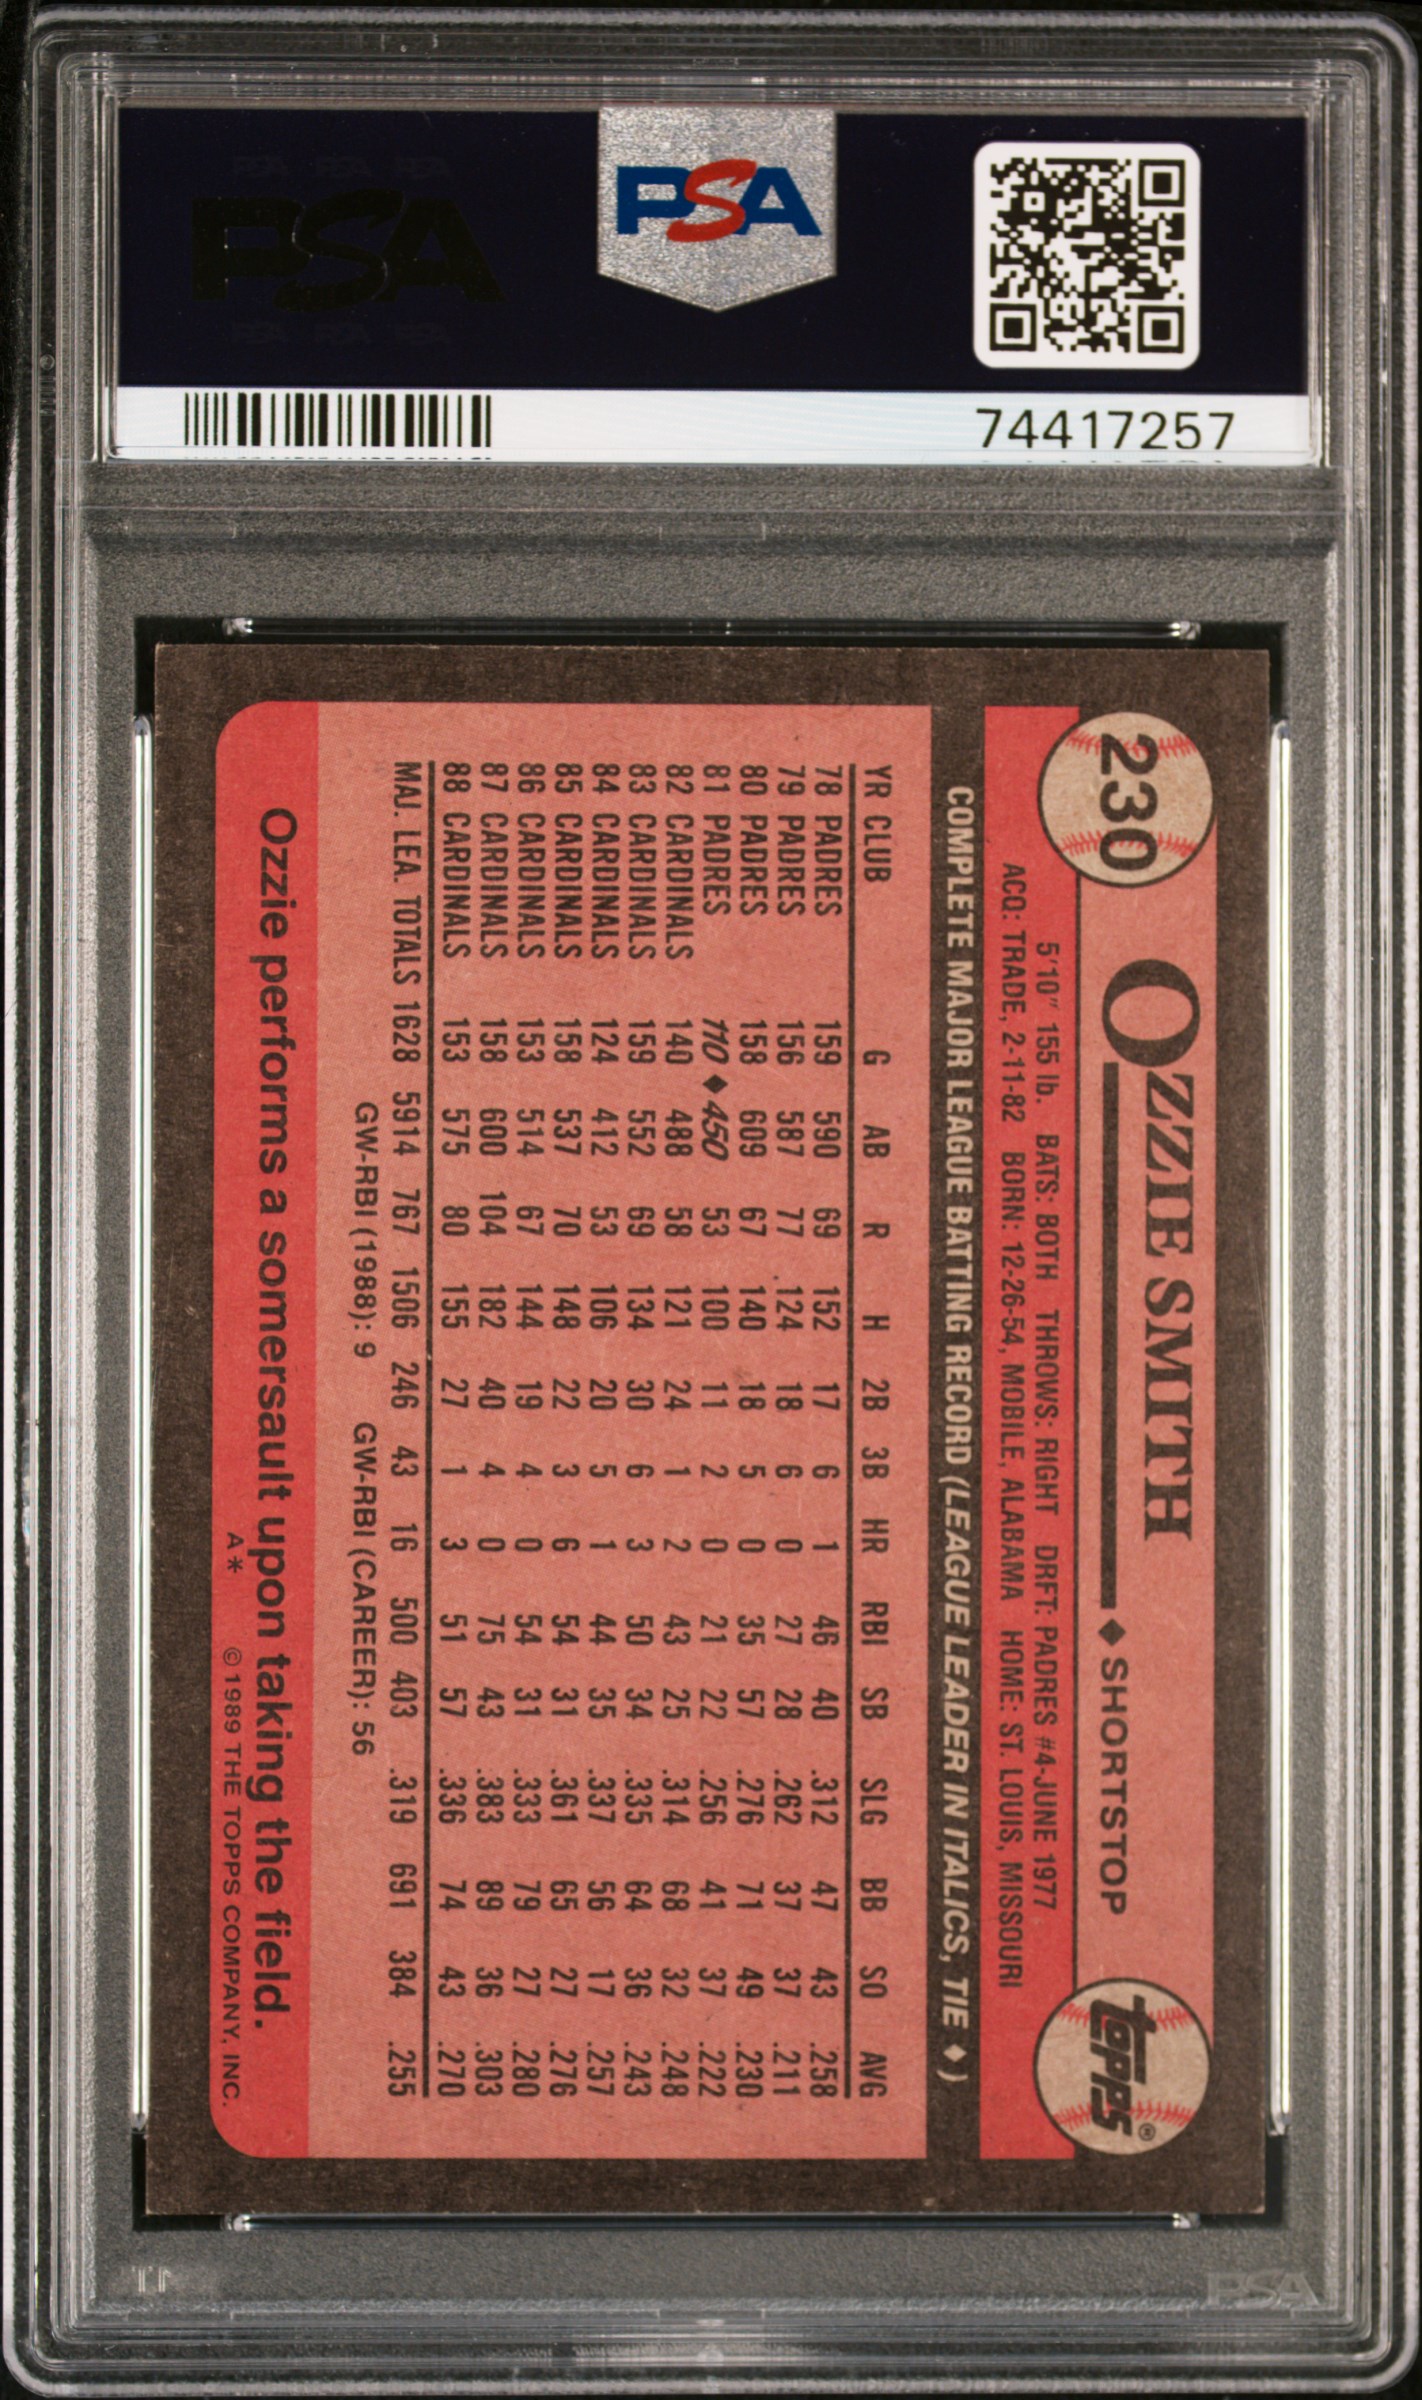 PSA
PSA
74417257
230
OZZIE SMITH
◆ SHORTSTOP
TOPPS®
5'10" 155 lb. BATS: BOTH THROWS: RIGHT DRFT: PADRES #4-JUNE 1977
ACQ: TRADE, 2-11-82 BORN: 12-26-54, MOBILE, ALABAMA HOME: ST. LOUIS, MISSOURI
COMPLETE MAJOR LEAGUE BATTING RECORD (LEAGUE LEADER IN ITALICS, TIE ◆)
YR CLUB G AB R H 2B 3B HR RBI SB SLG BB SO AVG
78 PADRES 159 590 69 152 17 6 1 46 40 .312 47 43 .258
79 PADRES 156 587 77 124 18 6 0 27 28 .262 37 37 .211
80 PADRES 158 609 67 140 18 5 0 35 57 .276 71 49 .230
81 PADRES 110 ◆ 450 53 100 11 2 0 21 22 .256 41 37 .222
82 CARDINALS 140 488 58 121 24 1 2 43 25 .314 68 32 .248
83 CARDINALS 159 552 69 134 30 6 3 50 34 .335 64 36 .243
84 CARDINALS 124 412 53 106 20 5 1 44 35 .337 56 17 .257
85 CARDINALS 158 537 70 148 22 3 6 54 31 .361 65 27 .276
86 CARDINALS 153 514 67 144 19 4 0 54 31 .333 79 27 .280
87 CARDINALS 158 600 104 182 40 4 0 75 43 .383 89 36 .303
88 CARDINALS 153 575 80 155 27 1 3 51 57 .336 74 43 .270
MAJ. LEA. TOTALS 1628 5914 767 1506 246 43 16 500 403 .319 691 384 .255
GW-RBI (1988): 9 GW-RBI (CAREER): 56
Ozzie performs a somersault upon taking the field.
A* © 1989 THE TOPPS COMPANY, INC.
PSA